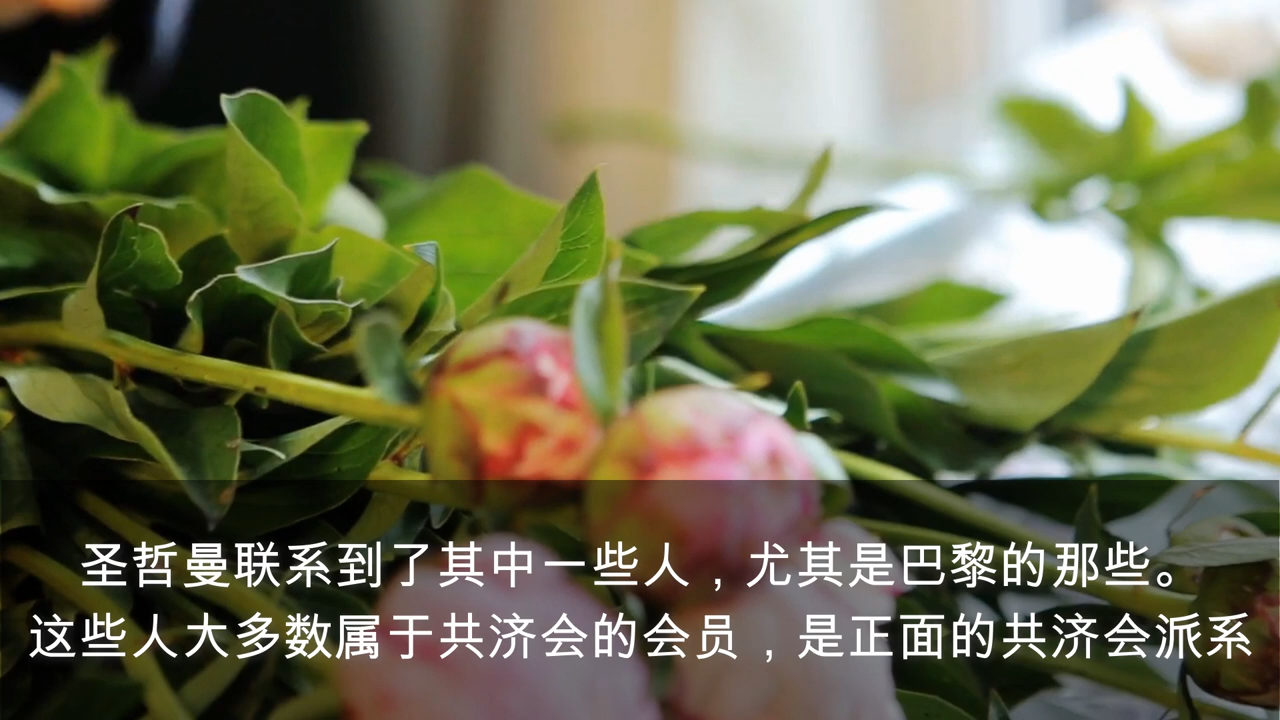 圣哲曼联系到了其中一些人，尤其是巴黎的那些。
这些人大多数属于共济会的会员，是正面的共济会派系